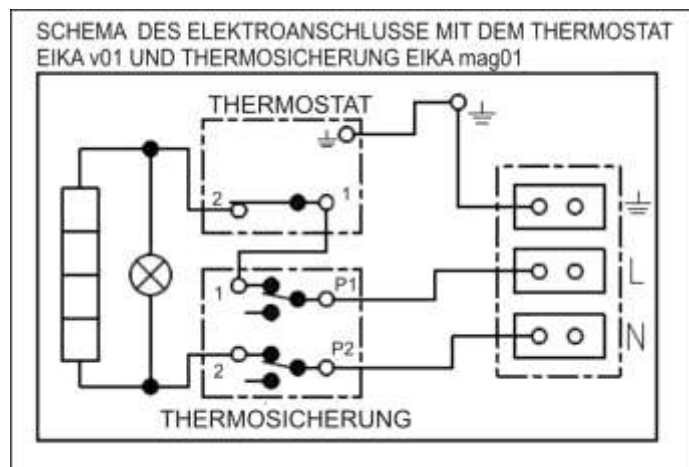 SCHEMA DES ELEKTROANSCHLUSSE MIT DEM THERMOSTAT
EIKA v01 UND THERMOSICHERUNG EIKA mag01
THERMOSTAT
2
1
1
P1
L
2
P2
N
THERMOSICHERUNG